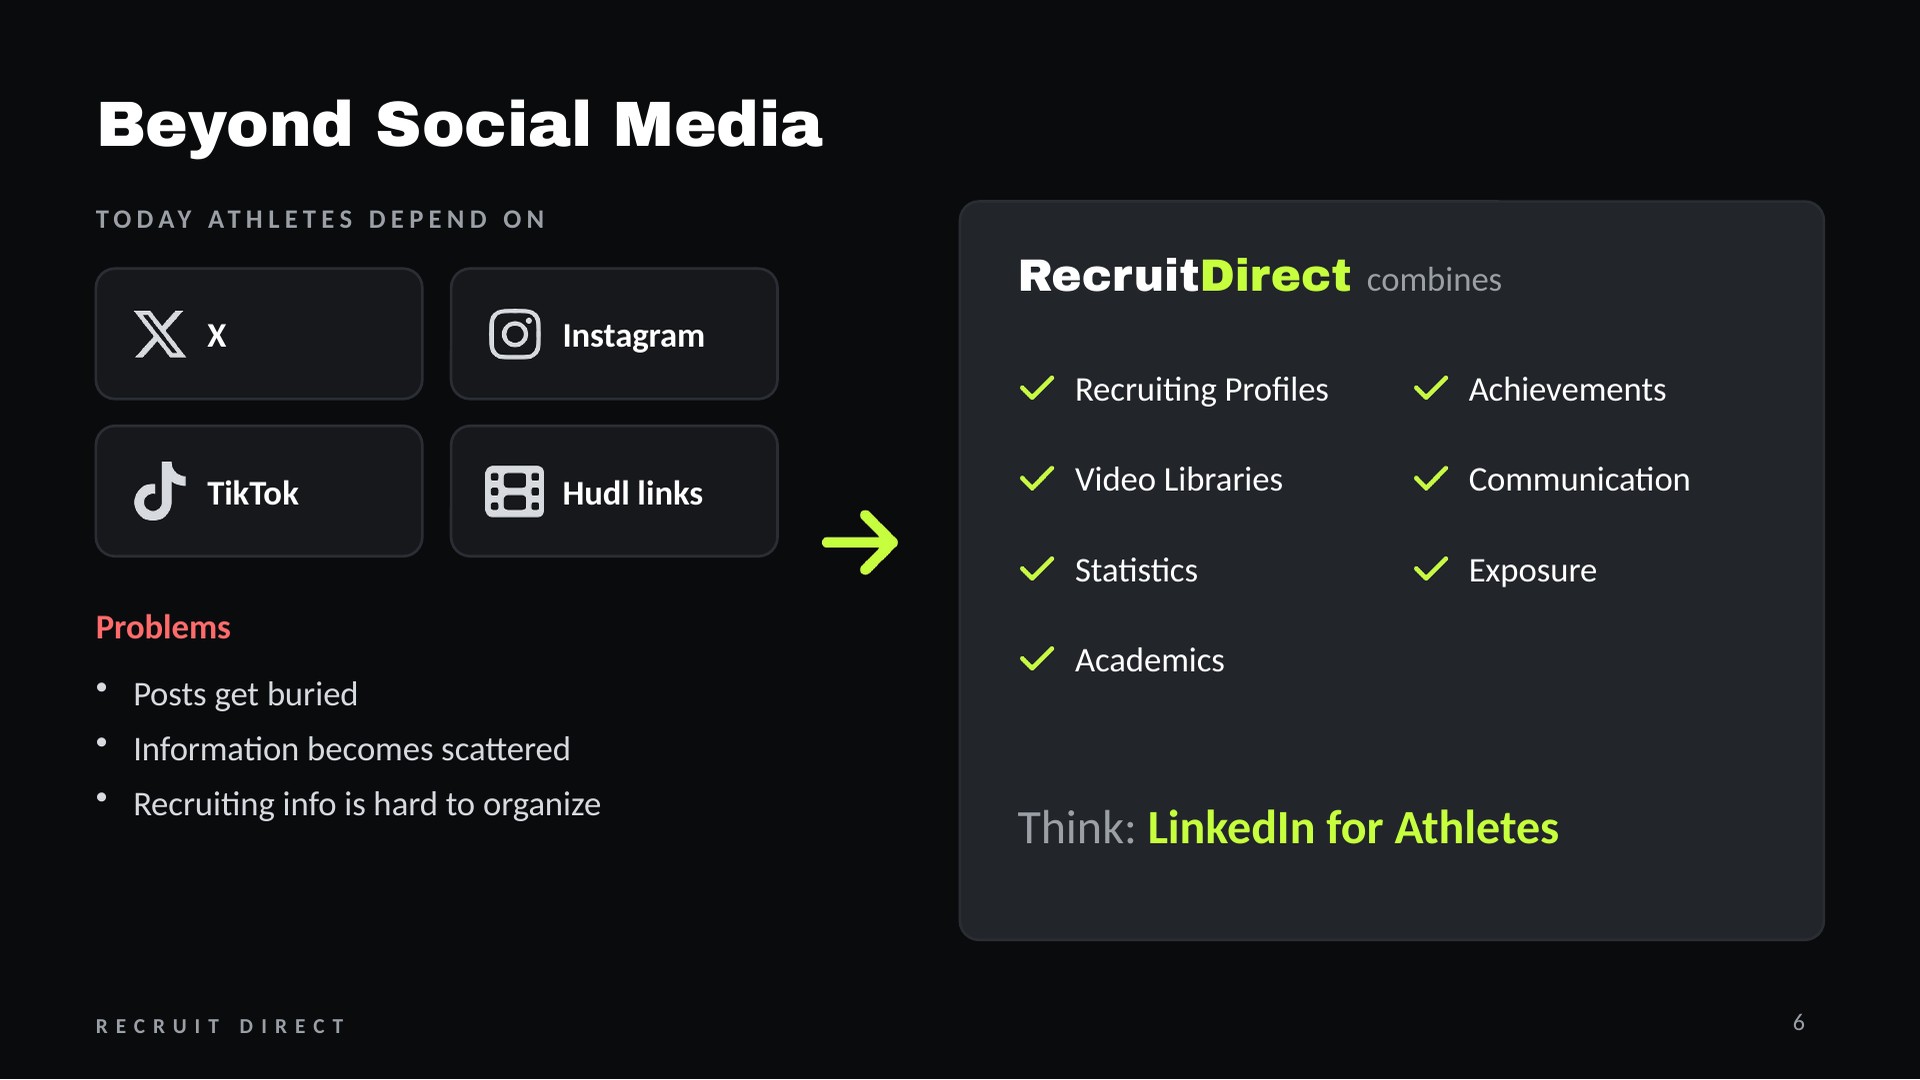 Beyond Social Media
TODAY ATHLETES DEPEND ON
X
Instagram
TikTok
Hudl links
Problems
• Posts get buried
• Information becomes scattered
• Recruiting info is hard to organize
RecruitDirect combines
Recruiting Profiles
Achievements
Video Libraries
Communication
Statistics
Exposure
Academics
Think: LinkedIn for Athletes
RECRUIT DIRECT
6